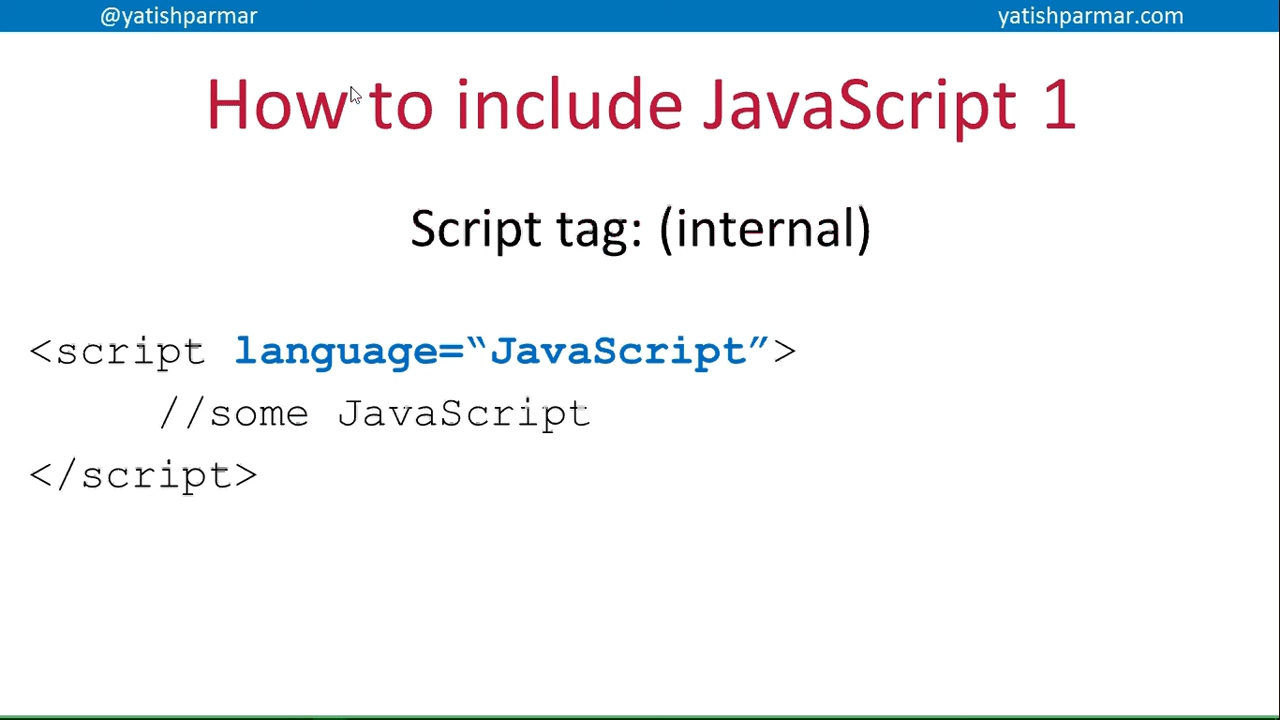 @yatishparmar yatishparmar.com
How to include JavaScript 1
Script tag: (internal)
<script language=“JavaScript”>
//some JavaScript
</script>